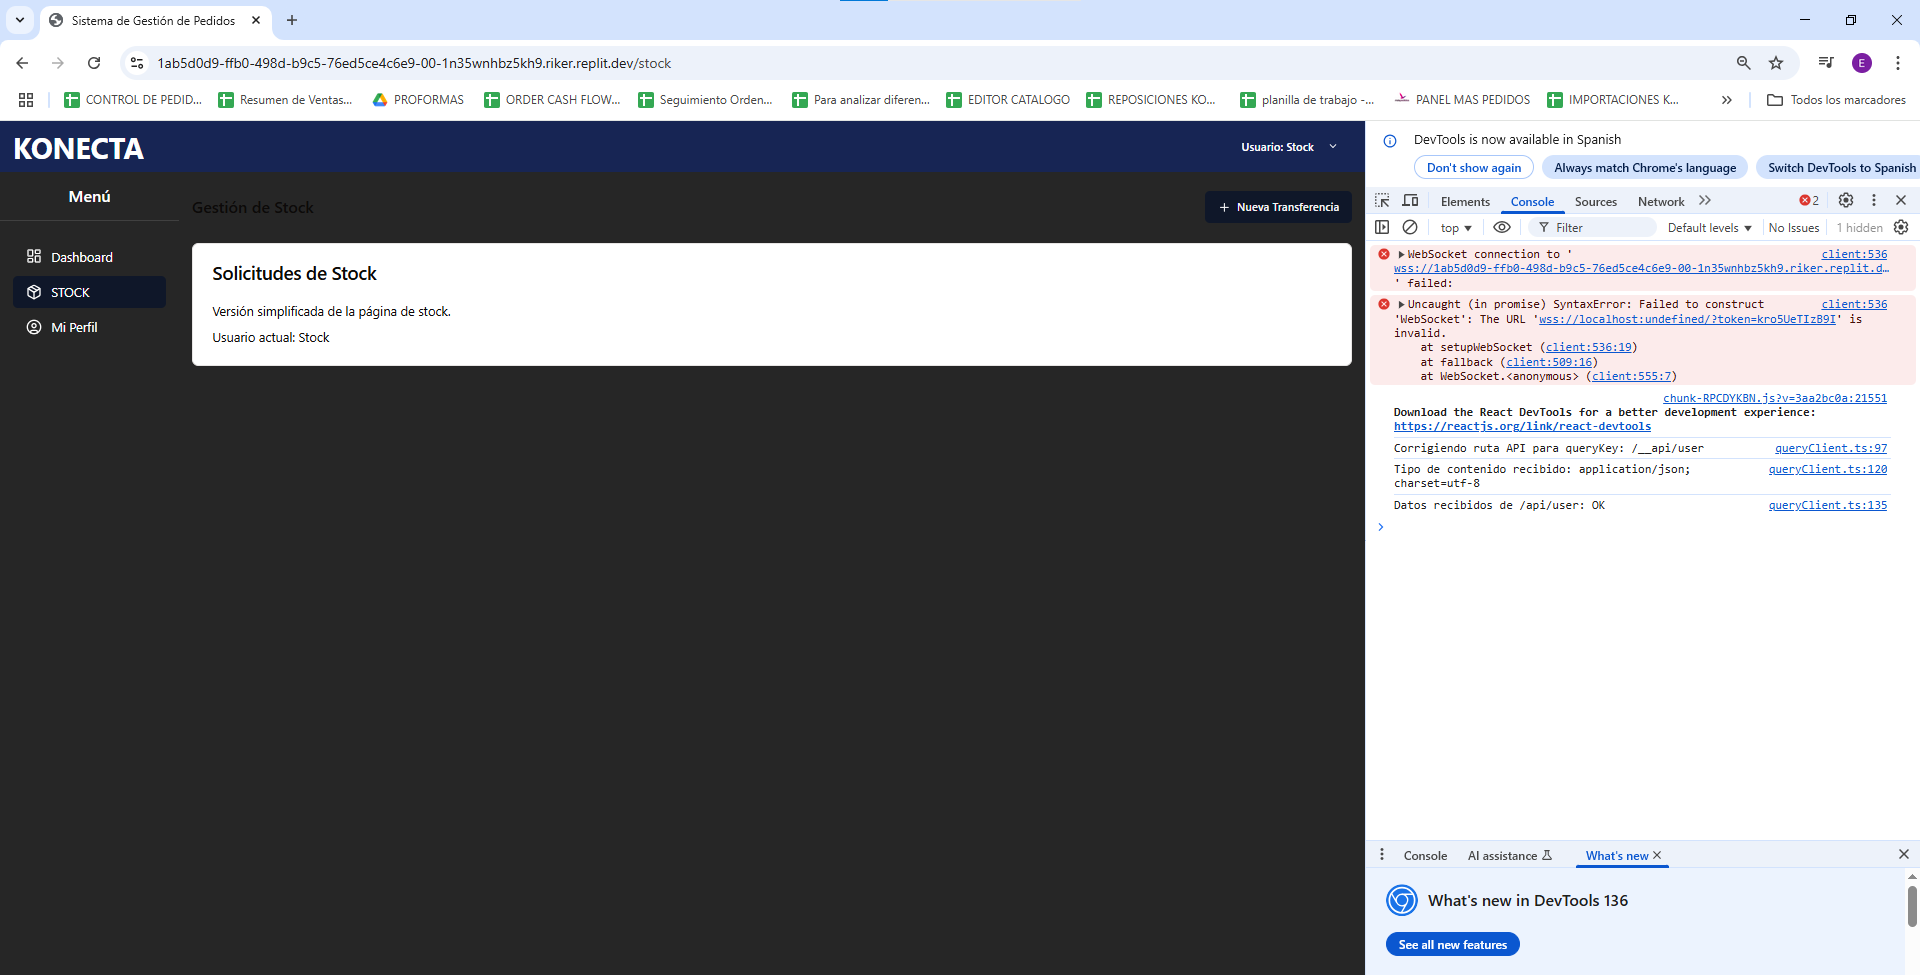 Sistema de Gestión de Pedidos
1ab5d0d9-ffb0-498d-b9c5-76ed5ce4c6e9-00-1n35wnhbz5kh9.riker.replit.dev/stock
E
CONTROL DE PEDID...
Resumen de Ventas...
PROFORMAS
ORDER CASH FLOW...
Seguimiento Orden...
Para analizar diferen...
EDITOR CATALOGO
REPOSICIONES KO...
planilla de trabajo -...
PANEL MAS PEDIDOS
IMPORTACIONES K...
Todos los marcadores
KONECTA
Usuario: Stock
Menú
Dashboard
STOCK
Mi Perfil
Gestión de Stock
+ Nueva Transferencia
Solicitudes de Stock
Versión simplificada de la página de stock.
Usuario actual: Stock
DevTools is now available in Spanish
Don't show again
Always match Chrome's language
Switch DevTools to Spanish
Elements
Console
Sources
Network
2
top
Filter
Default levels
No Issues
1 hidden
WebSocket connection to ' client:536
wss://1ab5d0d9-ffb0-498d-b9c5-76ed5ce4c6e9-00-1n35wnhbz5kh9.riker.replit.d…
' failed:
Uncaught (in promise) SyntaxError: Failed to construct client:536
'WebSocket': The URL 'wss://localhost:undefined/?token=kro5UeTIzB9I' is
invalid.
at setupWebSocket (client:536:19)
at fallback (client:509:16)
at WebSocket.<anonymous> (client:555:7)
chunk-RPCDYKBN.js?v=3aa2bc0a:21551
Download the React DevTools for a better development experience:
https://reactjs.org/link/react-devtools
Corrigiendo ruta API para queryKey: /__api/user queryClient.ts:97
Tipo de contenido recibido: application/json; queryClient.ts:120
charset=utf-8
Datos recibidos de /api/user: OK queryClient.ts:135
Console
AI assistance
What's new
What's new in DevTools 136
See all new features